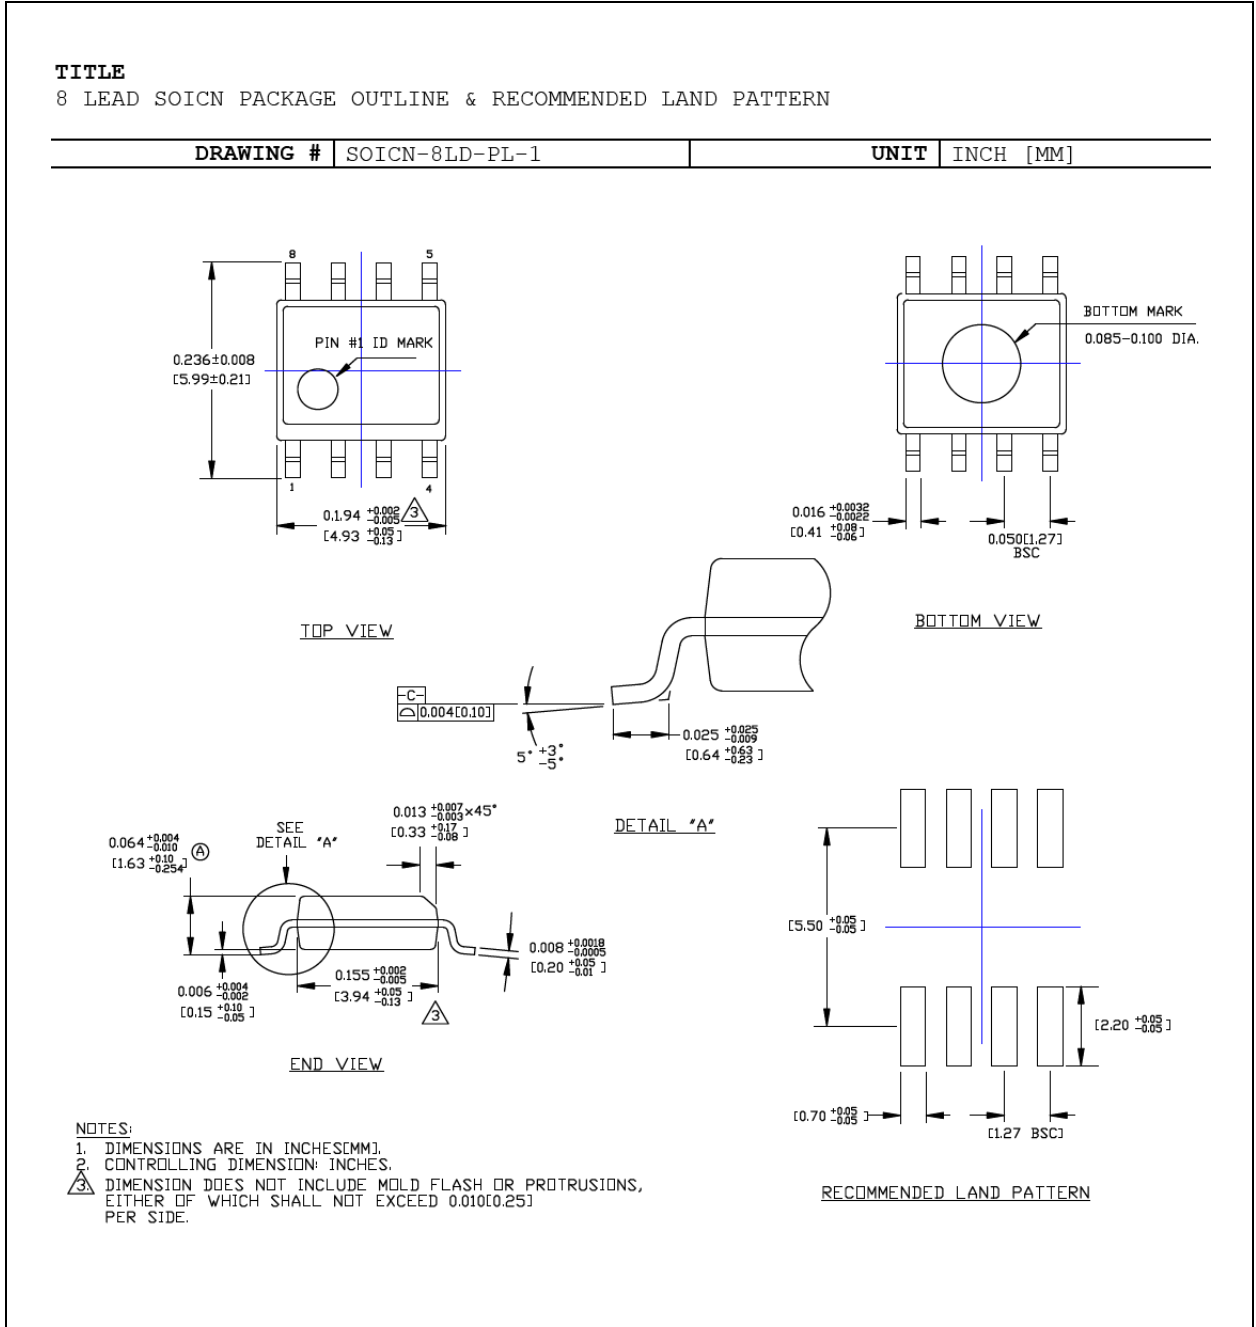 TITLE
8 LEAD SOICN PACKAGE OUTLINE & RECOMMENDED LAND PATTERN
DRAWING # SOICN-8LD-PL-1 UNIT INCH [MM]
8 5
PIN #1 ID MARK
0.236±0.008
[5.99±0.21]
1 4
0.1.94 +0.002 -0.005 3
[4.93 +0.05 -0.13]
TOP VIEW
BOTTOM MARK
0.085-0.100 DIA.
0.016 +0.0032 -0.0022
[0.41 +0.08 -0.06]
0.050[1.27]
BSC
BOTTOM VIEW
-C-
0.004[0.10]
5° +3° -5°
0.025 +0.025 -0.009
[0.64 +0.63 -0.23]
DETAIL "A"
0.064 +0.004 -0.010
[1.63 +0.10 -0.254] A
SEE
DETAIL "A"
0.013 +0.007 -0.003 ×45°
[0.33 +0.17 -0.08]
0.006 +0.004 -0.002
[0.15 +0.10 -0.05]
0.155 +0.002 -0.005
[3.94 +0.05 -0.13]
3
0.008 +0.0018 -0.0005
[0.20 +0.05 -0.01]
END VIEW
[5.50 +0.05 -0.05]
[2.20 +0.05 -0.05]
[0.70 +0.05 -0.05]
[1.27 BSC]
RECOMMENDED LAND PATTERN
NOTES:
1. DIMENSIONS ARE IN INCHES[MM].
2. CONTROLLING DIMENSION: INCHES.
3. DIMENSION DOES NOT INCLUDE MOLD FLASH OR PROTRUSIONS,
EITHER OF WHICH SHALL NOT EXCEED 0.010[0.25]
PER SIDE.